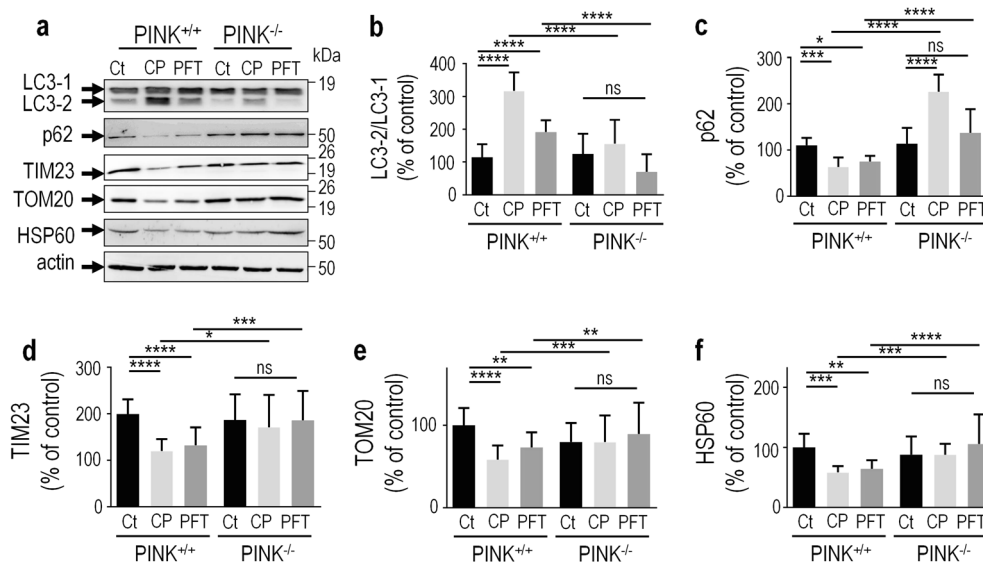 a
PINK+/+ PINK-/-
kDa
Ct CP PFT Ct CP PFT
LC3-1
LC3-2
19
p62
50
TIM23
26
19
TOM20
26
19
HSP60
50
actin
50
b
****
****
****
****
ns
LC3-2/LC3-1
(% of control)
400
300
200
100
0
Ct CP PFT Ct CP PFT
PINK+/+ PINK-/-
c
****
****
*
***
ns
****
p62
(% of control)
300
200
100
0
Ct CP PFT Ct CP PFT
PINK+/+ PINK-/-
d
***
*
****
****
ns
TIM23
(% of control)
300
200
100
0
Ct CP PFT Ct CP PFT
PINK+/+ PINK-/-
e
**
***
**
****
ns
TOM20
(% of control)
100
0
Ct CP PFT Ct CP PFT
PINK+/+ PINK-/-
f
****
***
**
***
ns
HSP60
(% of control)
200
100
0
Ct CP PFT Ct CP PFT
PINK+/+ PINK-/-